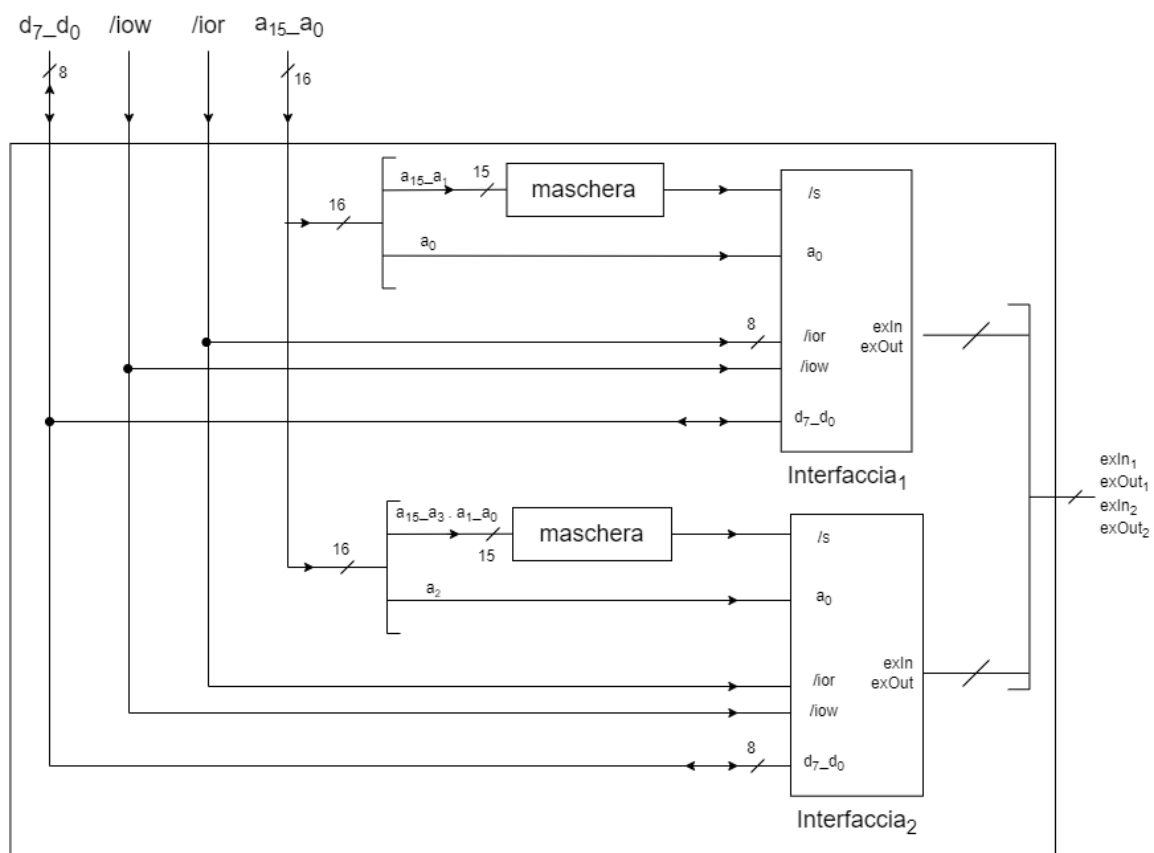 d7_d0 /iow /ior a15_a0
8
16
a15_a1 15 maschera
/s
16
a0
a0
8
/ior
exIn
exOut
/iow
d7_d0
Interfaccia1
exIn1
exOut1
exIn2
exOut2
a15_a3 . a1_a0
15
maschera
/s
16
a2
a0
exIn
exOut
/ior
/iow
8
d7_d0
Interfaccia2